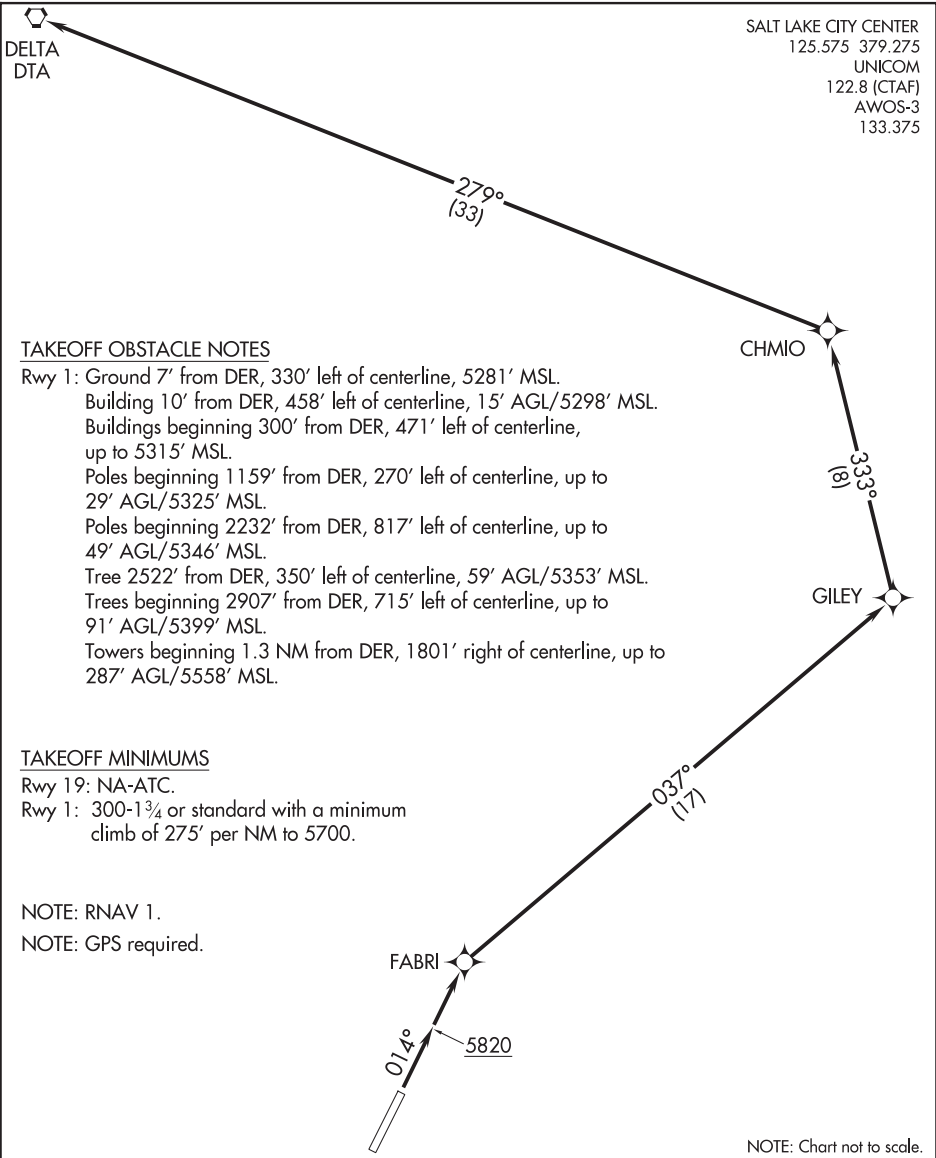 DELTA
DTA
SALT LAKE CITY CENTER
125.575 379.275
UNICOM
122.8 (CTAF)
AWOS-3
133.375
279°
(33)
CHMIO
333°
(8)
GILEY
TAKEOFF OBSTACLE NOTES
Rwy 1: Ground 7′ from DER, 330′ left of centerline, 5281′ MSL.
Building 10′ from DER, 458′ left of centerline, 15′ AGL/5298′ MSL.
Buildings beginning 300′ from DER, 471′ left of centerline,
up to 5315′ MSL.
Poles beginning 1159′ from DER, 270′ left of centerline, up to
29′ AGL/5325′ MSL.
Poles beginning 2232′ from DER, 817′ left of centerline, up to
49′ AGL/5346′ MSL.
Tree 2522′ from DER, 350′ left of centerline, 59′ AGL/5353′ MSL.
Trees beginning 2907′ from DER, 715′ left of centerline, up to
91′ AGL/5399′ MSL.
Towers beginning 1.3 NM from DER, 1801′ right of centerline, up to
287′ AGL/5558′ MSL.
TAKEOFF MINIMUMS
Rwy 19: NA-ATC.
Rwy 1: 300-1¾ or standard with a minimum
climb of 275′ per NM to 5700.
037°
(17)
NOTE: RNAV 1.
NOTE: GPS required.
FABRI
014°
5820
NOTE: Chart not to scale.